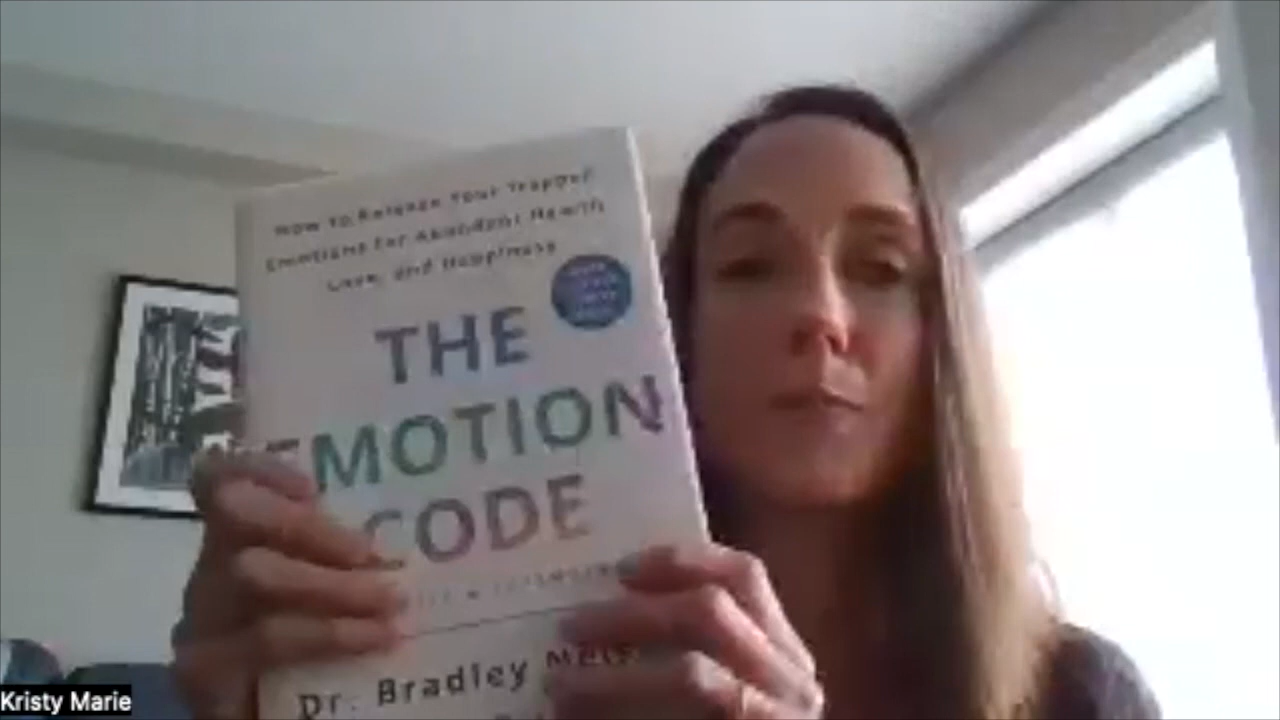 How to Release Your Trapped
Emotions for Abundant Health,
Love, and Happiness
THE
EMOTION
CODE
Dr. Bradley Nels
Kristy Marie